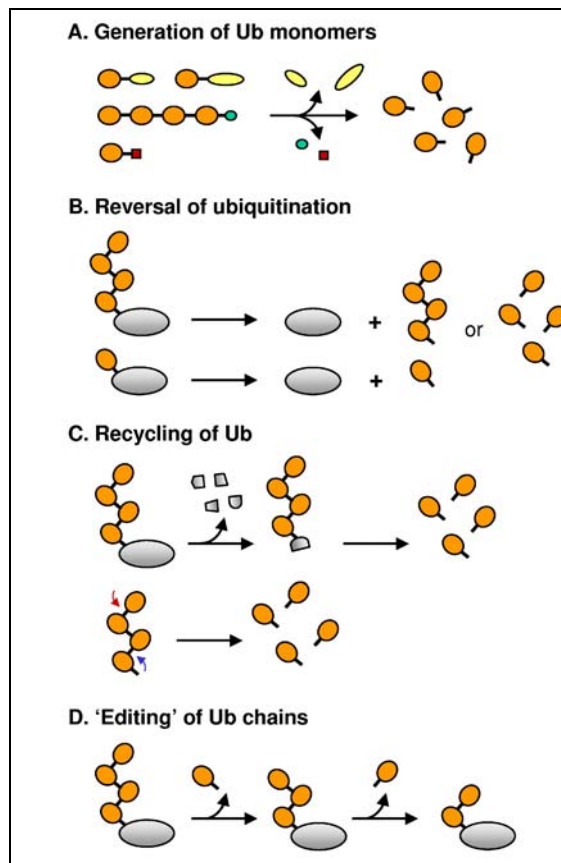 A. Generation of Ub monomers
B. Reversal of ubiquitination
+
or
+
C. Recycling of Ub
D. ‘Editing’ of Ub chains